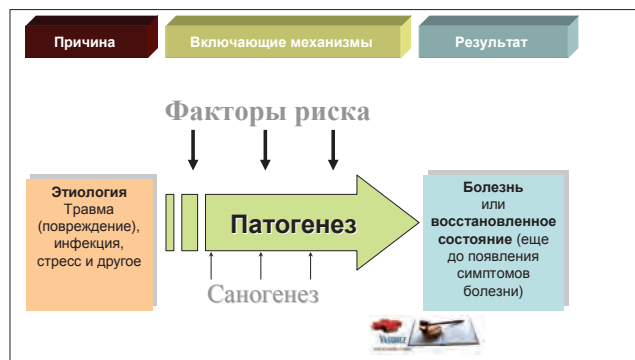 Причина
Включающие механизмы
Результат
Факторы риска
Этиология
Травма
(повреждение),
инфекция,
стресс и другое
Патогенез
Саногенез
Болезнь
или
восстановленное
состояние (еще
до появления
симптомов
болезни)